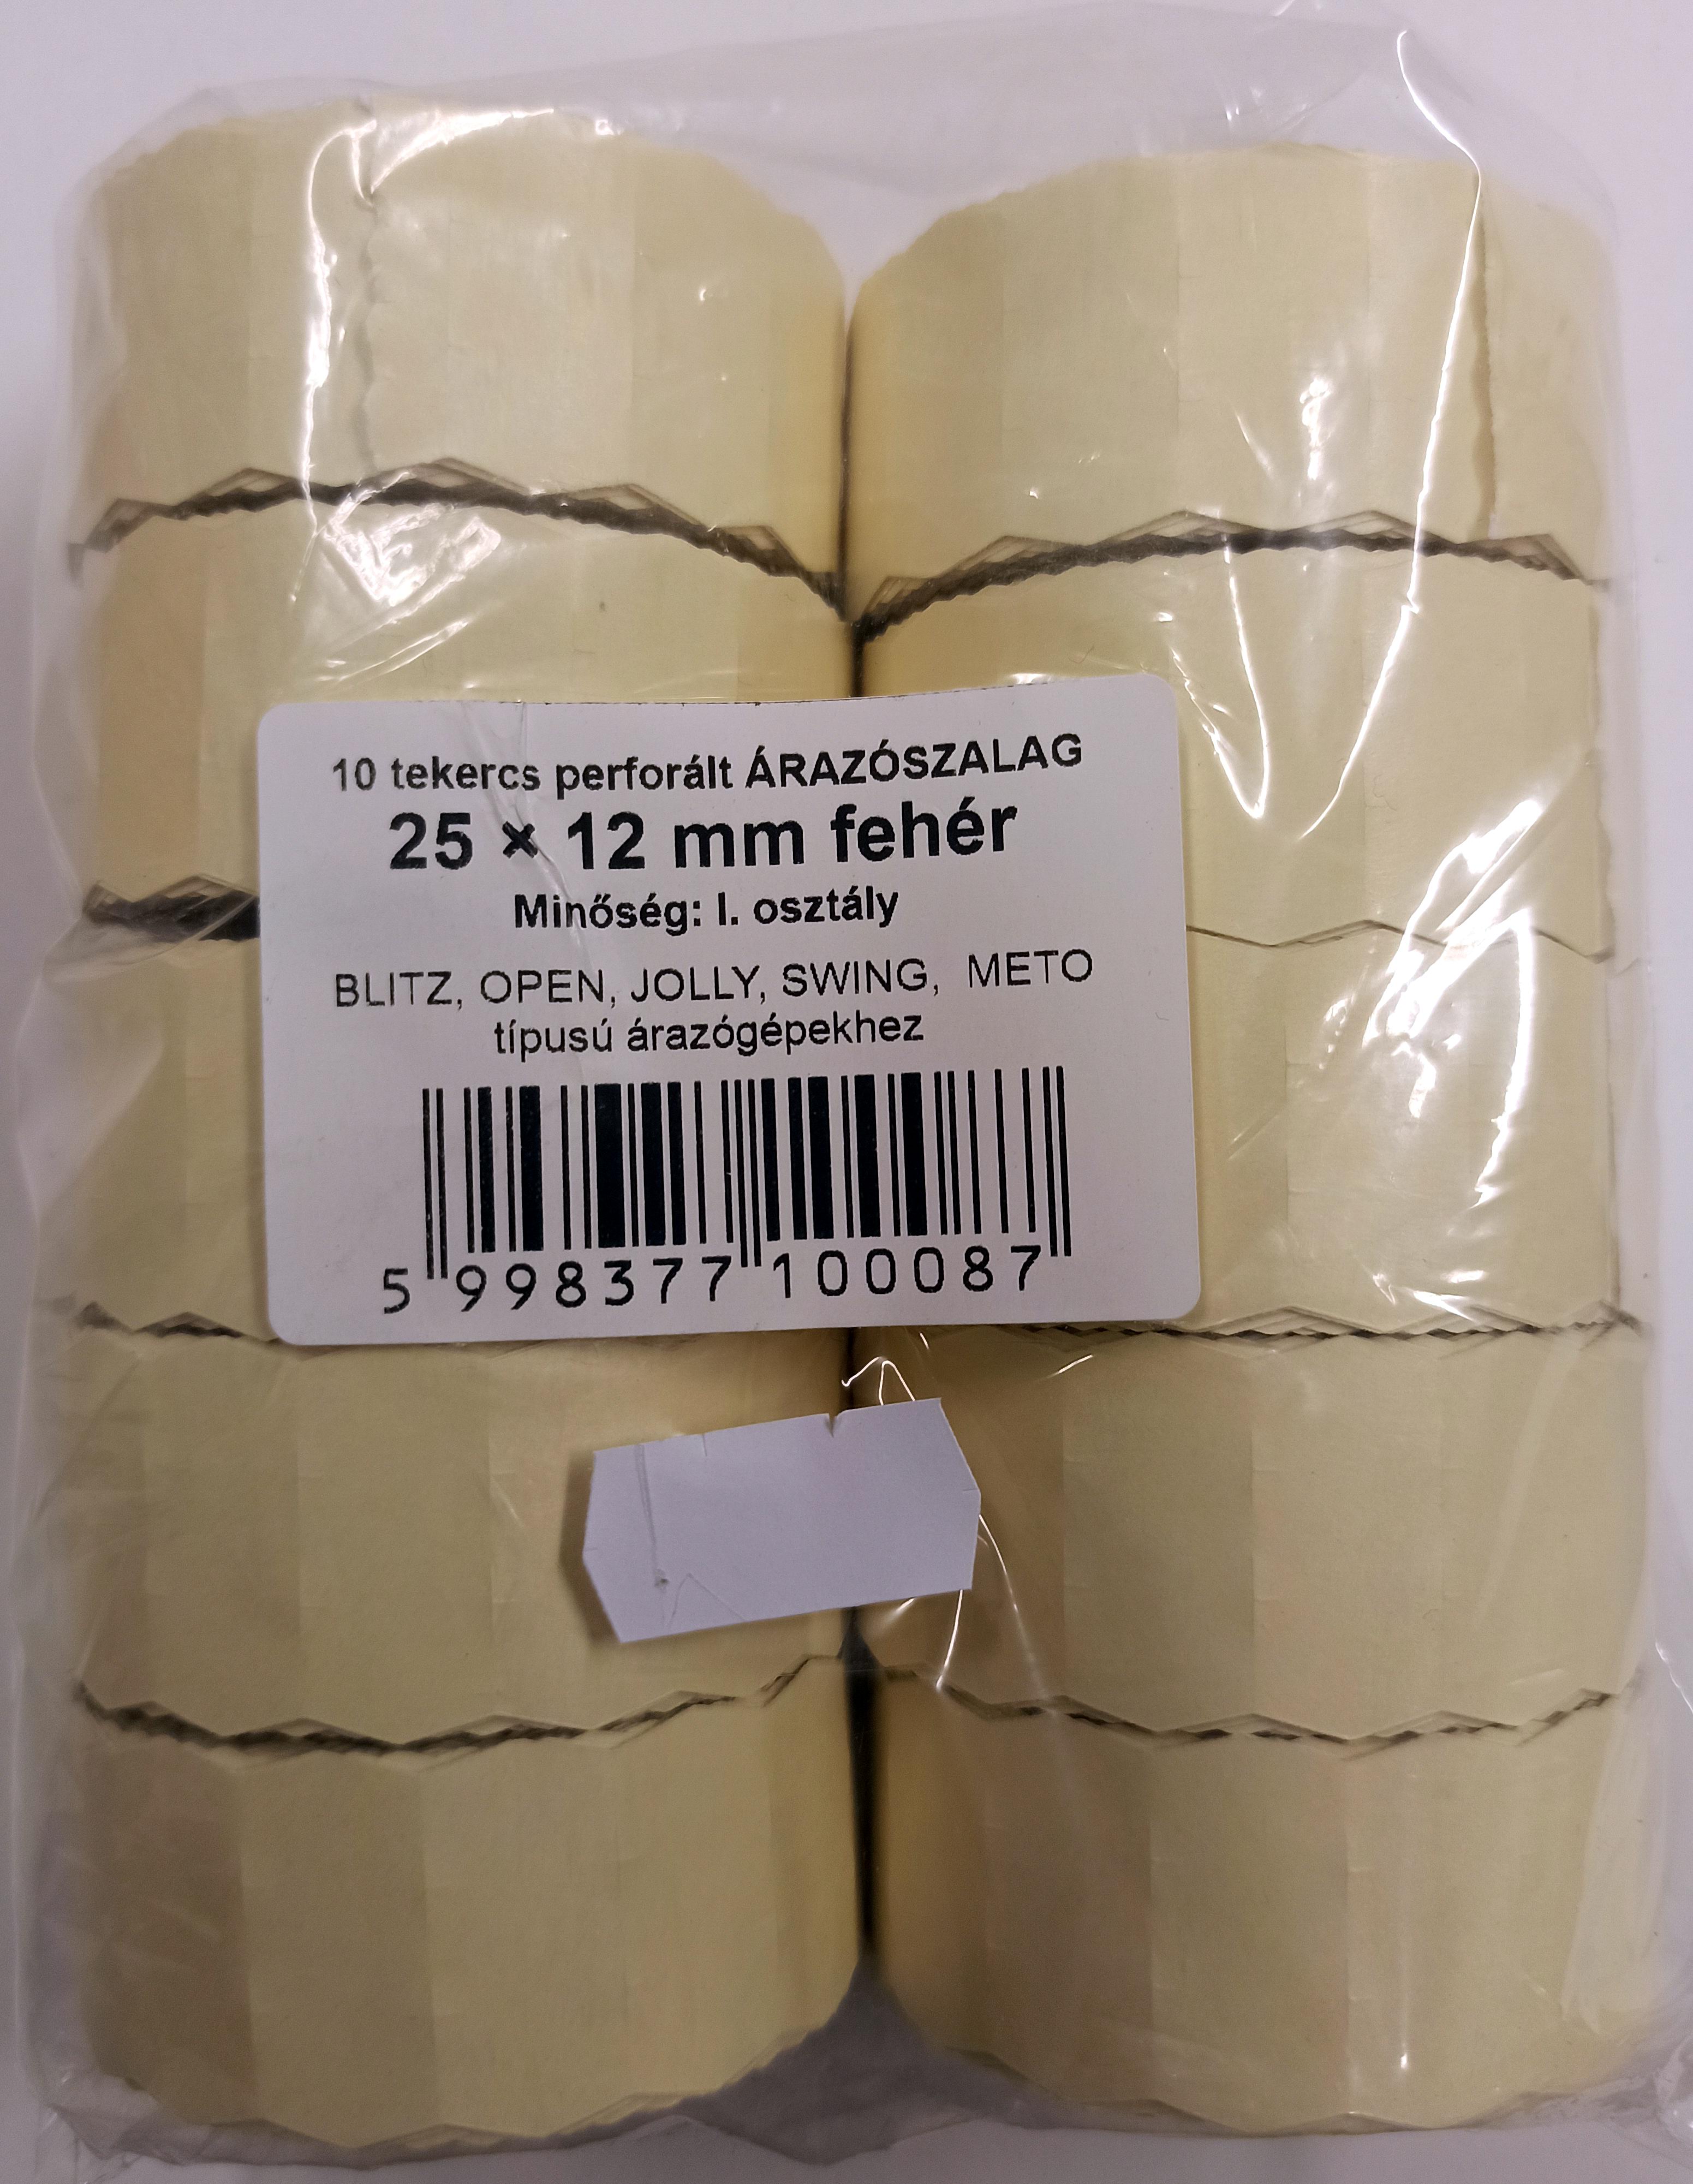 10 tekercs perforált ÁRAZÓSZALAG
25 × 12 mm fehér
Minőség: I. osztály
BLITZ, OPEN, JOLLY, SWING, METO
típusú árazógépekhez
5 998377 100087